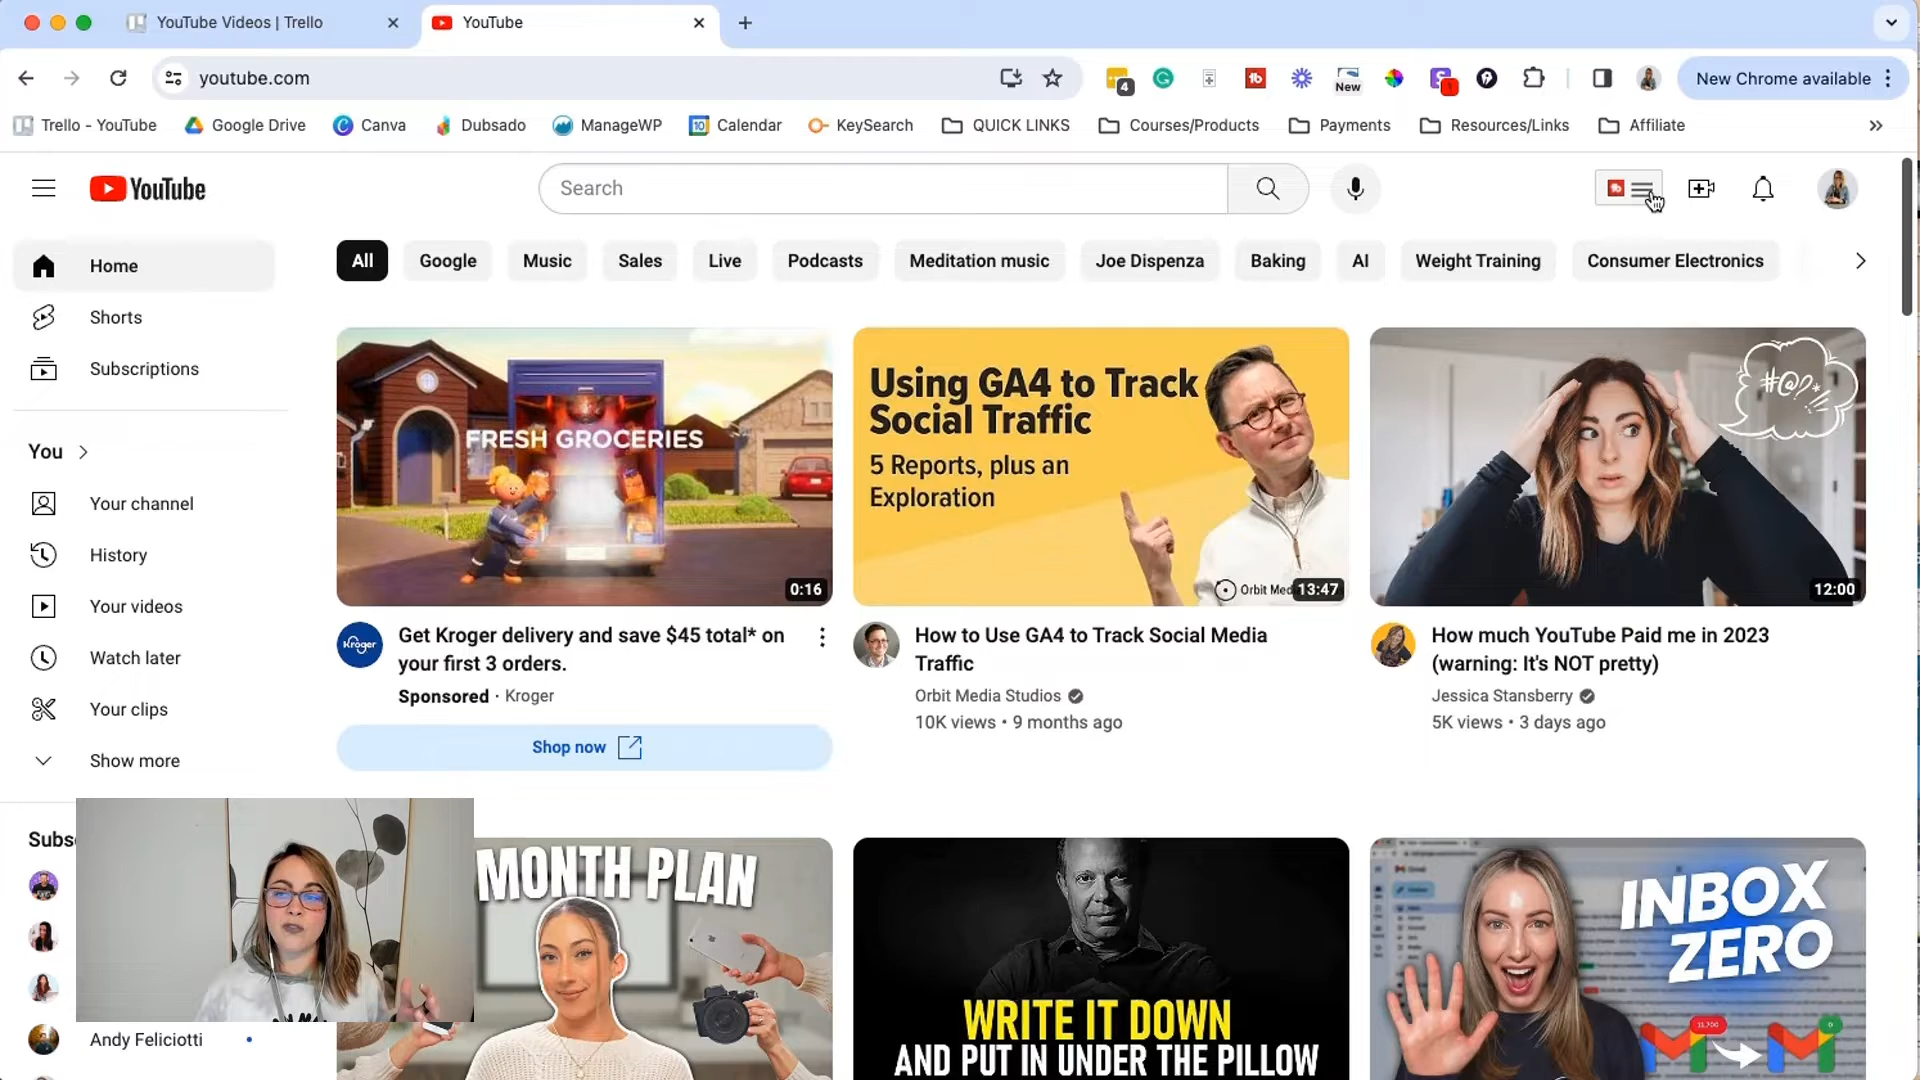 YouTube Videos | Trello
YouTube
youtube.com
4
tb
New
New Chrome available
Trello - YouTube
Google Drive
Canva
Dubsado
10
Calendar
ManageWP
KeySearch
QUICK LINKS
Courses/Products
Payments
Resources/Links
Affiliate
YouTube
Search
tb
All
Google
Music
Sales
Live
Podcasts
Meditation music
Joe Dispenza
Baking
AI
Weight Training
Consumer Electronics
Home
Shorts
Subscriptions
You
Your channel
History
Your videos
Watch later
Your clips
Show more
Andy Feliciotti
FRESH GROCERIES
0:16
Kroger
Get Kroger delivery and save $45 total* on
your first 3 orders.
Sponsored · Kroger
Shop now
Using GA4 to Track
Social Traffic
5 Reports, plus an
Exploration
13:47
How to Use GA4 to Track Social Media
Traffic
Orbit Media Studios
10K views • 9 months ago
#@?*!!
12:00
How much YouTube Paid me in 2023
(warning: It's NOT pretty)
Jessica Stansberry
5K views • 3 days ago
MONTH PLAN
WRITE IT DOWN
AND PUT IN UNDER THE PILLOW
INBOX
ZERO
0